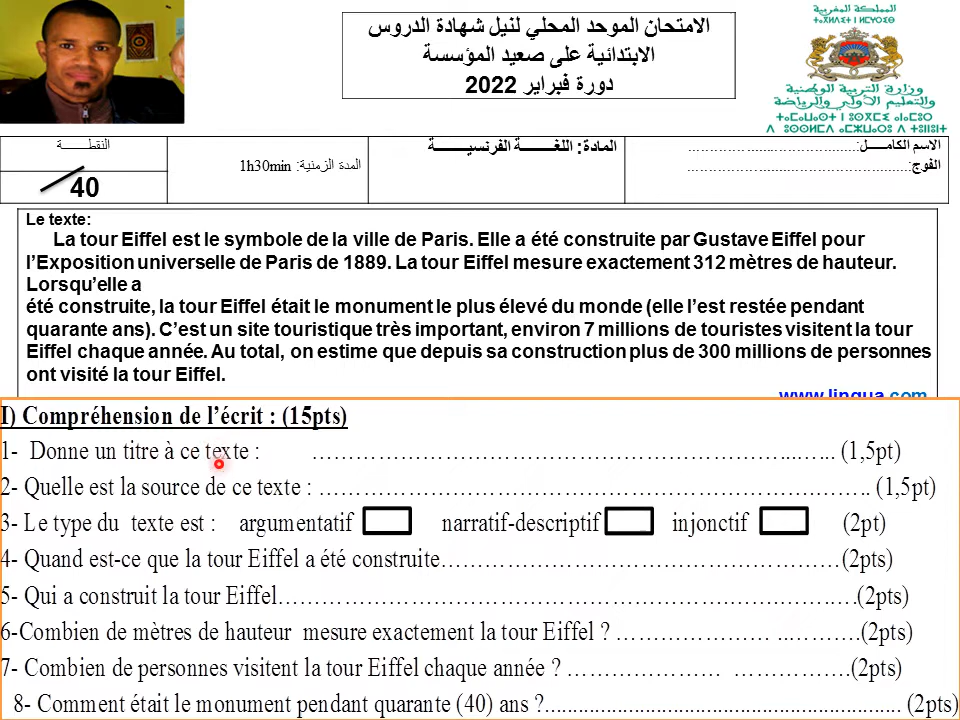 الامتحان الموحد المحلي لنيل شهادة الدروس
الابتدائية على صعيد المؤسسة
دورة فبراير 2022
المملكة المغربية
ⵜⴰⴳⵍⴷⵉⵜ ⵏ ⵍⵎⵖⵔⵉⴱ
وزارة التربية الوطنية
والتعليم الأولي والرياضة
الاسم الكامــــل:..............................................
الفوج:.....................................................
المادة: اللغـــــــة الفرنسيـــــــة
المدة الزمنية: 1h30min
النقطـــــــة
40
Le texte:
La tour Eiffel est le symbole de la ville de Paris. Elle a été construite par Gustave Eiffel pour
l’Exposition universelle de Paris de 1889. La tour Eiffel mesure exactement 312 mètres de hauteur.
Lorsqu’elle a
été construite, la tour Eiffel était le monument le plus élevé du monde (elle l’est restée pendant
quarante ans). C’est un site touristique très important, environ 7 millions de touristes visitent la tour
Eiffel chaque année. Au total, on estime que depuis sa construction plus de 300 millions de personnes
ont visité la tour Eiffel.
www.lingua.com
I) Compréhension de l’écrit : (15pts)
1- Donne un titre à ce texte : ………………………………………………………...….. (1,5pt)
2- Quelle est la source de ce texte : ………………………………………………………….…….. (1,5pt)
3- Le type du texte est : argumentatif narratif-descriptif injonctif (2pt)
4- Quand est-ce que la tour Eiffel a été construite………………………………………………(2pts)
5- Qui a construit la tour Eiffel…………………………………………………………………..….(2pts)
6-Combien de mètres de hauteur mesure exactement la tour Eiffel ? ………………… ..……….(2pts)
7- Combien de personnes visitent la tour Eiffel chaque année ? ………………… …………….(2pts)
8- Comment était le monument pendant quarante (40) ans ?............................................................ (2pts)